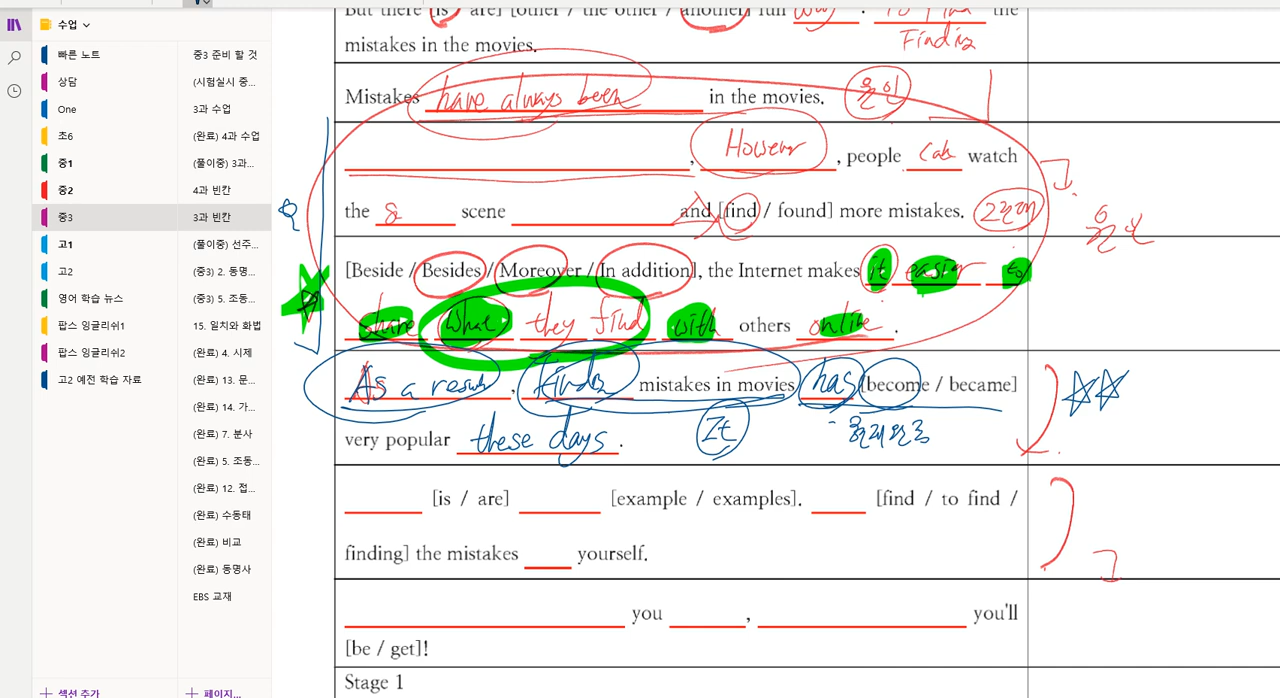 수업
빠른 노트
상담
One
초6
중1
중2
중3
고1
고2
영어 학습 뉴스
팝스 잉글리쉬1
팝스 잉글리쉬2
고2 예전 학습 자료
섹션 추가
중3 준비 할 것
(시험실시 중...
3과 수업
(완료) 4과 수업
(풀이중) 3과...
4과 빈칸
3과 빈칸
(풀이중) 선주...
(중3) 2. 동명...
(중3) 5. 조동...
15. 일치와 화법
(완료) 4. 시제
(완료) 13. 문...
(완료) 14. 가...
(완료) 7. 분사
(완료) 5. 조동...
(완료) 12. 접...
(완료) 수동태
(완료) 비교
(완료) 동명사
EBS 교재
페이지...
But there [is / are] [other / the other / another] fun way : To find the
Finding
mistakes in the movies.
Mistakes have always been in the movies.
, However , people can watch
the scene and [find / found] more mistakes.
[Beside / Besides / Moreover / In addition], the Internet makes it easier to
share what they find with others online .
As a result , finding mistakes in movies has [become / became]
very popular these days . It
[is / are] [example / examples]. [find / to find /
finding] the mistakes yourself.
you , you'll
[be / get]!
Stage 1